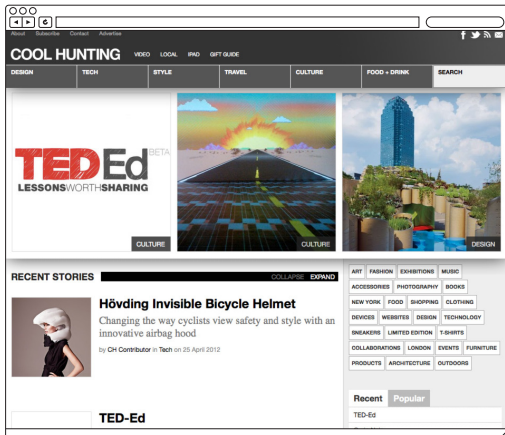 About Subscribe Contact Advertise
COOL HUNTING VIDEO LOCAL IPAD GIFT GUIDE
DESIGN TECH STYLE TRAVEL CULTURE FOOD + DRINK SEARCH
TEDEd BETA
LESSONSWORTHSHARING
CULTURE CULTURE DESIGN
RECENT STORIES COLLAPSE EXPAND
Hövding Invisible Bicycle Helmet
Changing the way cyclists view safety and style with an
innovative airbag hood
by CH Contributor in Tech on 25 April 2012
TED-Ed
ART FASHION EXHIBITIONS MUSIC
ACCESSORIES PHOTOGRAPHY BOOKS
NEW YORK FOOD SHOPPING CLOTHING
DEVICES WEBSITES DESIGN TECHNOLOGY
SNEAKERS LIMITED EDITION T-SHIRTS
COLLABORATIONS LONDON EVENTS FURNITURE
PRODUCTS ARCHITECTURE OUTDOORS
Recent Popular
TED-Ed